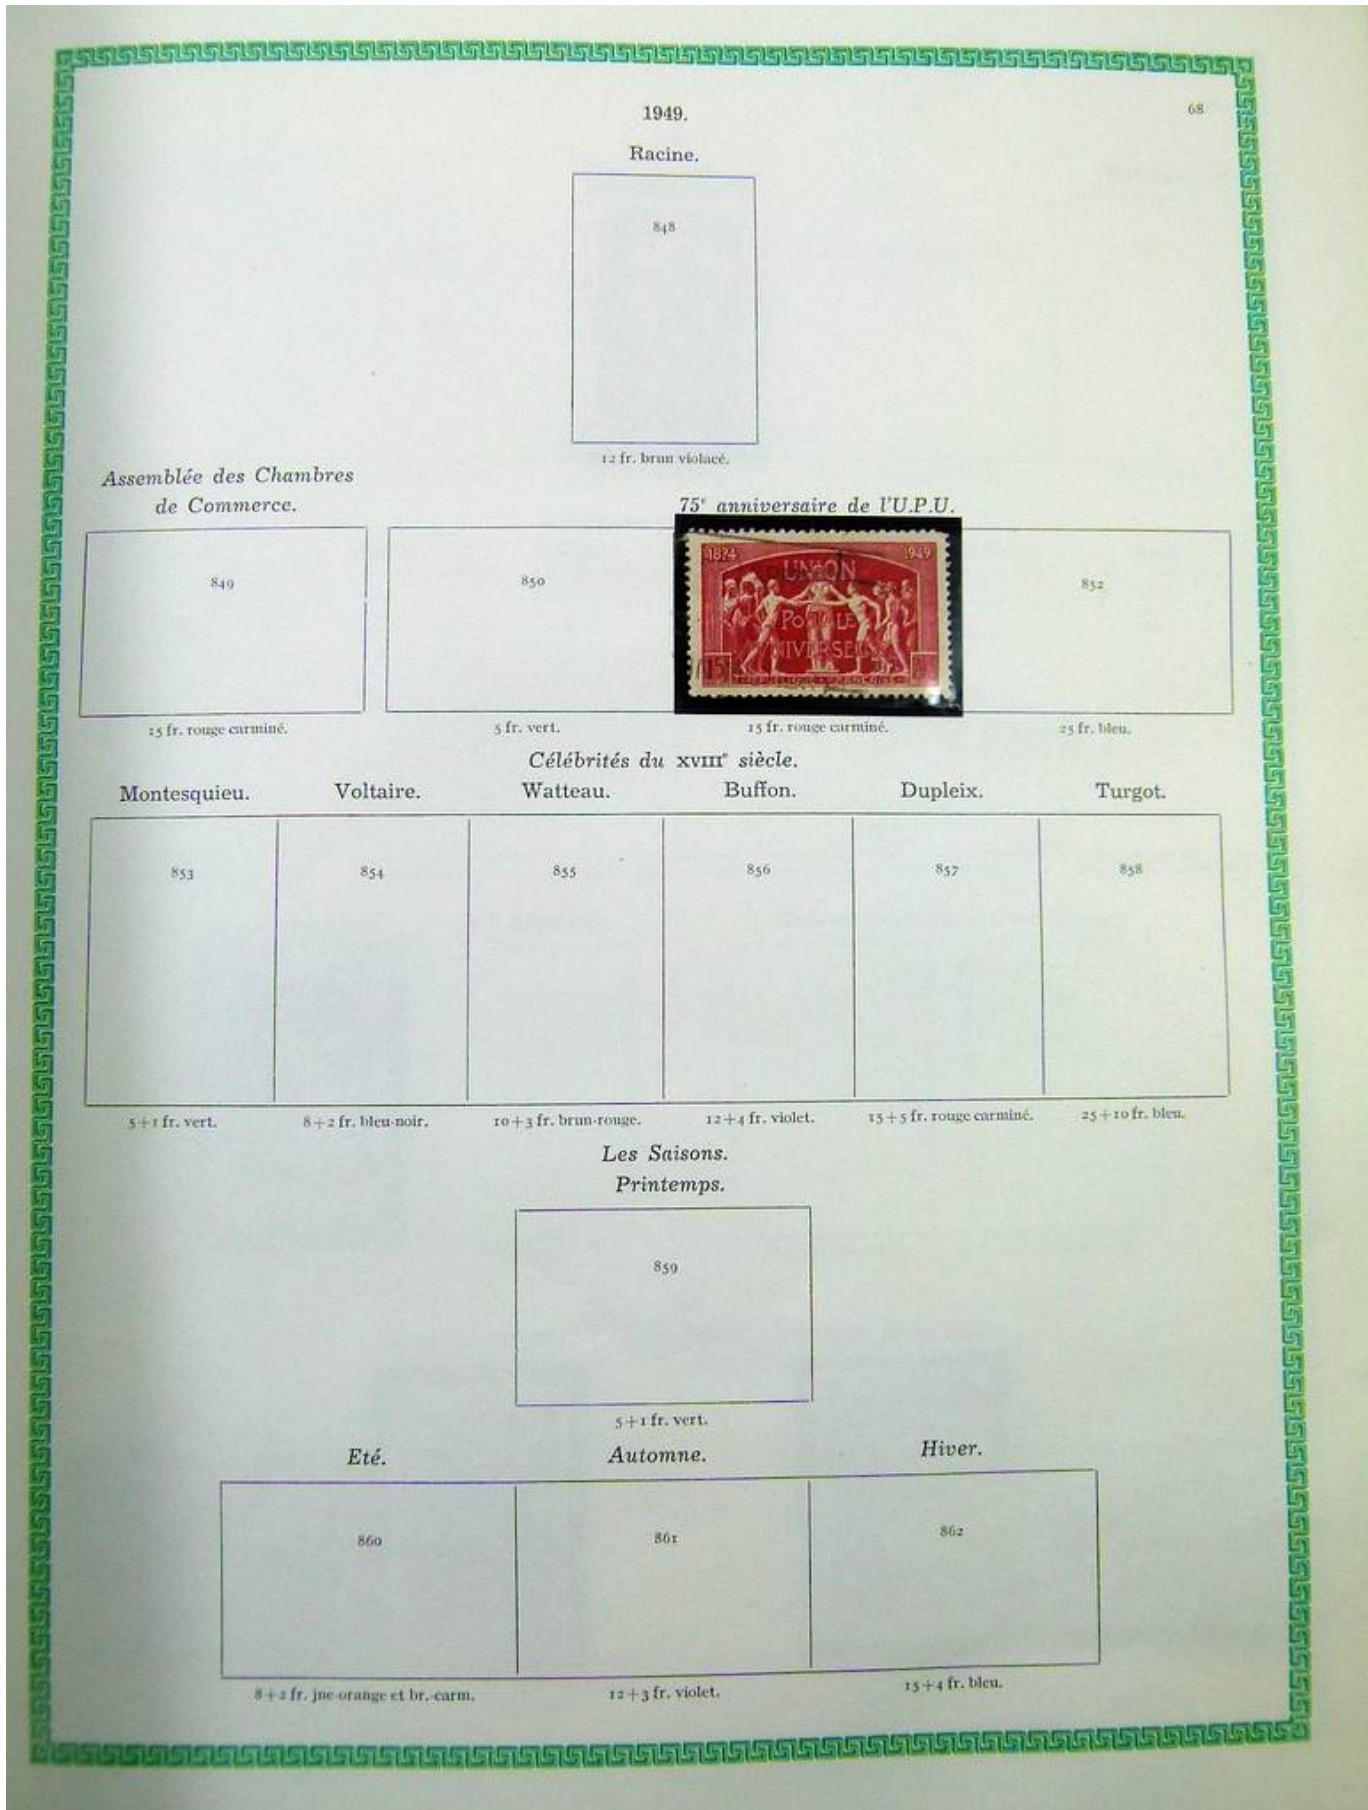 1949.
68
Racine.
848
12 fr. brun violacé.
Assemblée des Chambres
de Commerce.
75e anniversaire de l'U.P.U.
849
850
1874
1949
UNION
POSTALE
UNIVERSELLE
REPUBLIQUE FRANÇAISE
852
15 fr. rouge carminé.
5 fr. vert.
15 fr. rouge carminé.
25 fr. bleu.
Célébrités du XVIIIe siècle.
Montesquieu.
Voltaire.
Watteau.
Buffon.
Dupleix.
Turgot.
853
854
855
856
857
858
5+1 fr. vert.
8+2 fr. bleu-noir.
10+3 fr. brun-rouge.
12+4 fr. violet.
15+5 fr. rouge carminé.
25+10 fr. bleu.
Les Saisons.
Printemps.
859
5+1 fr. vert.
Eté.
Automne.
Hiver.
860
861
862
8+2 fr. jne-orange et br.-carm.
12+3 fr. violet.
15+4 fr. bleu.